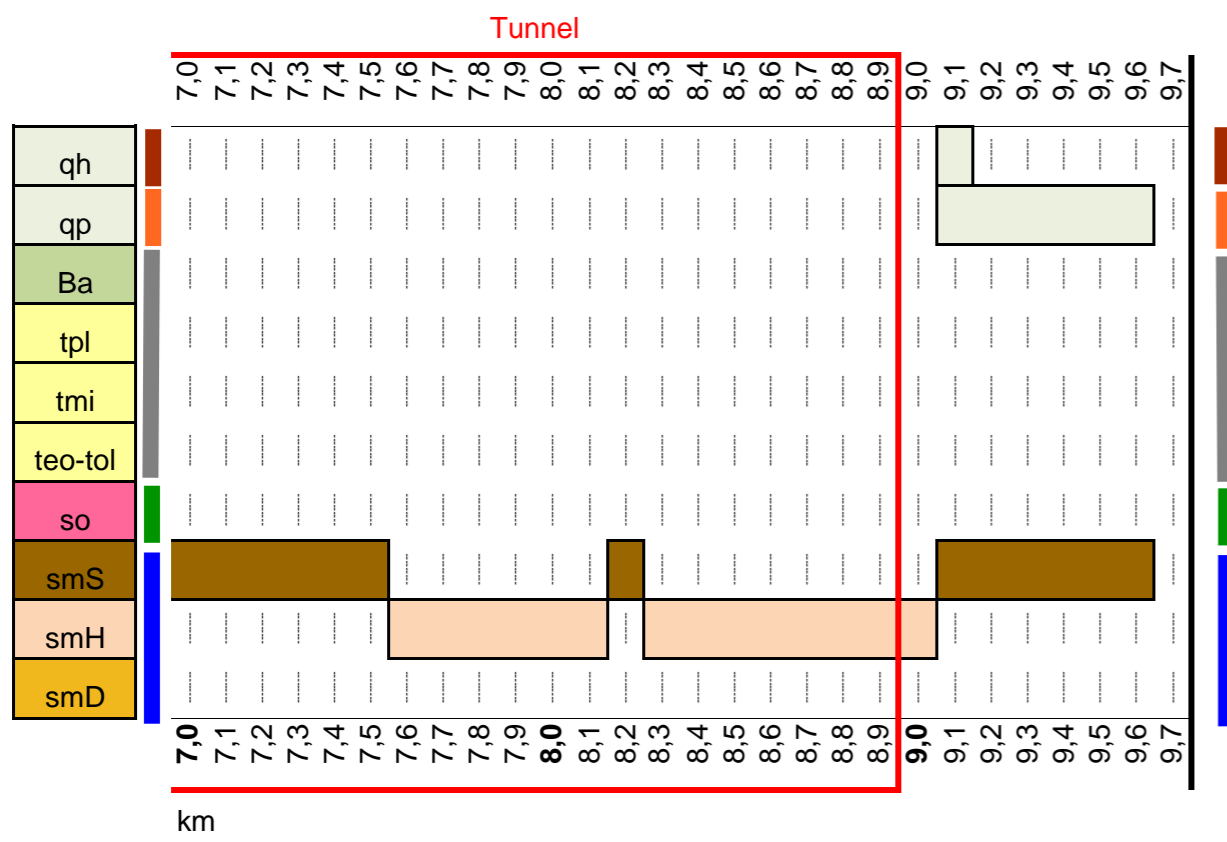 Tunnel
7,0 7,1 7,2 7,3 7,4 7,5 7,6 7,7 7,8 7,9 8,0 8,1 8,2 8,3 8,4 8,5 8,6 8,7 8,8 8,9 9,0 9,1 9,2 9,3 9,4 9,5 9,6 9,7
qh
qp
Ba
tpl
tmi
teo-tol
so
smS
smH
smD
7,0 7,1 7,2 7,3 7,4 7,5 7,6 7,7 7,8 7,9 8,0 8,1 8,2 8,3 8,4 8,5 8,6 8,7 8,8 8,9 9,0 9,1 9,2 9,3 9,4 9,5 9,6 9,7
km